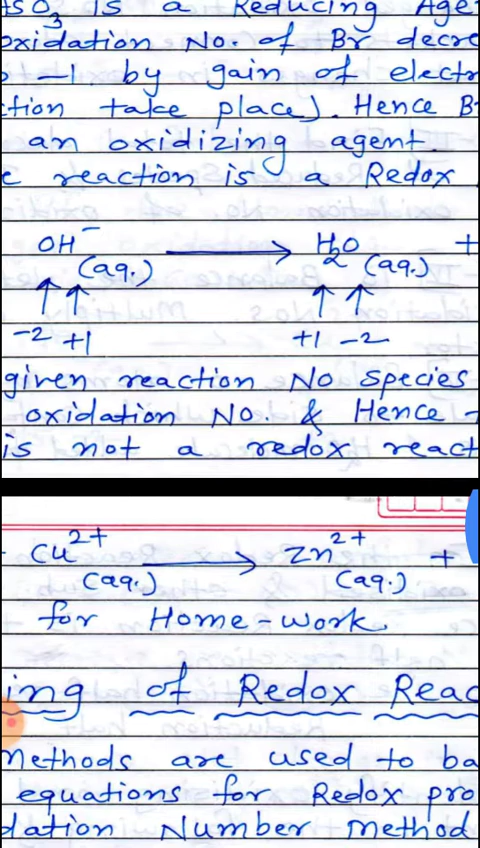 HSO₃ is a Reducing Age
oxidation No. of Br decre
-1 by gain of electr
ction take place). Hence B
an oxidizing agent.
e reaction is a Redox
OH⁻ (aq.) ⟶ H₂O (aq.) +
-2 +1 +1 -2
given reaction No species
oxidation No. & Hence
is not a redox react
Cu²⁺ (aq.) ⟶ Zn²⁺ (aq.) +
for Home-work
ing of Redox Reac
methods are used to ba
equations for Redox pro
dation Number method